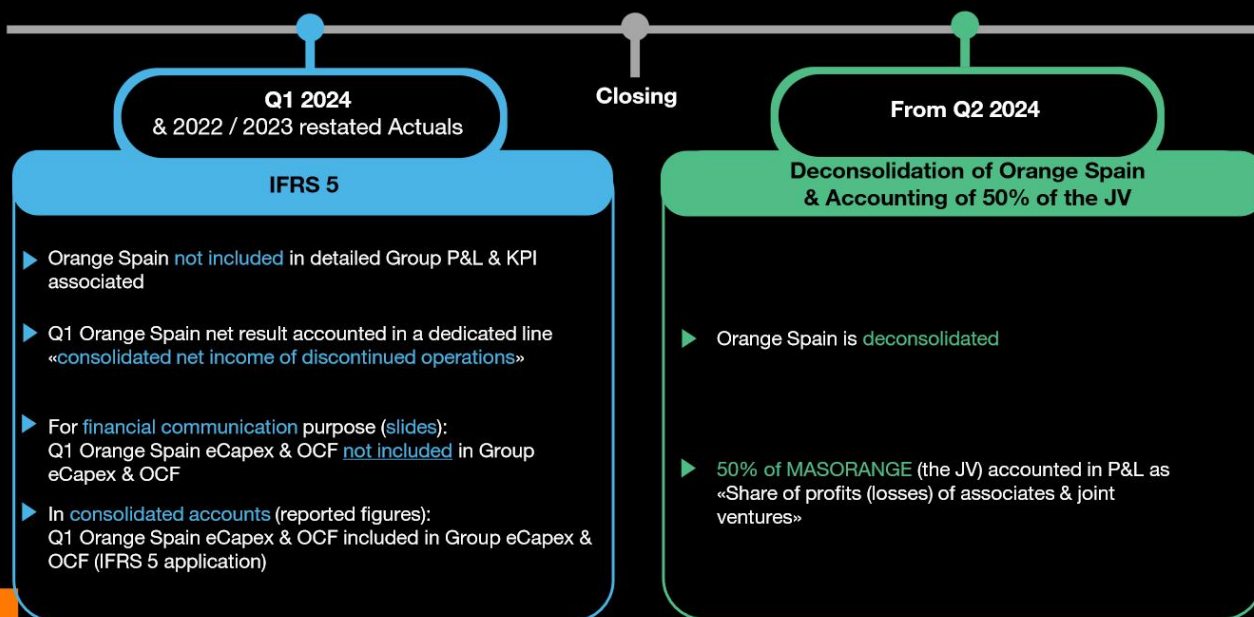 Q1 2024
& 2022 / 2023 restated Actuals
Closing
From Q2 2024
IFRS 5
Orange Spain not included in detailed Group P&L & KPI
associated
Q1 Orange Spain net result accounted in a dedicated line
«consolidated net income of discontinued operations»
For financial communication purpose (slides):
Q1 Orange Spain eCapex & OCF not included in Group
eCapex & OCF
In consolidated accounts (reported figures):
Q1 Orange Spain eCapex & OCF included in Group eCapex &
OCF (IFRS 5 application)
Deconsolidation of Orange Spain
& Accounting of 50% of the JV
Orange Spain is deconsolidated
50% of MASORANGE (the JV) accounted in P&L as
«Share of profits (losses) of associates & joint
ventures»